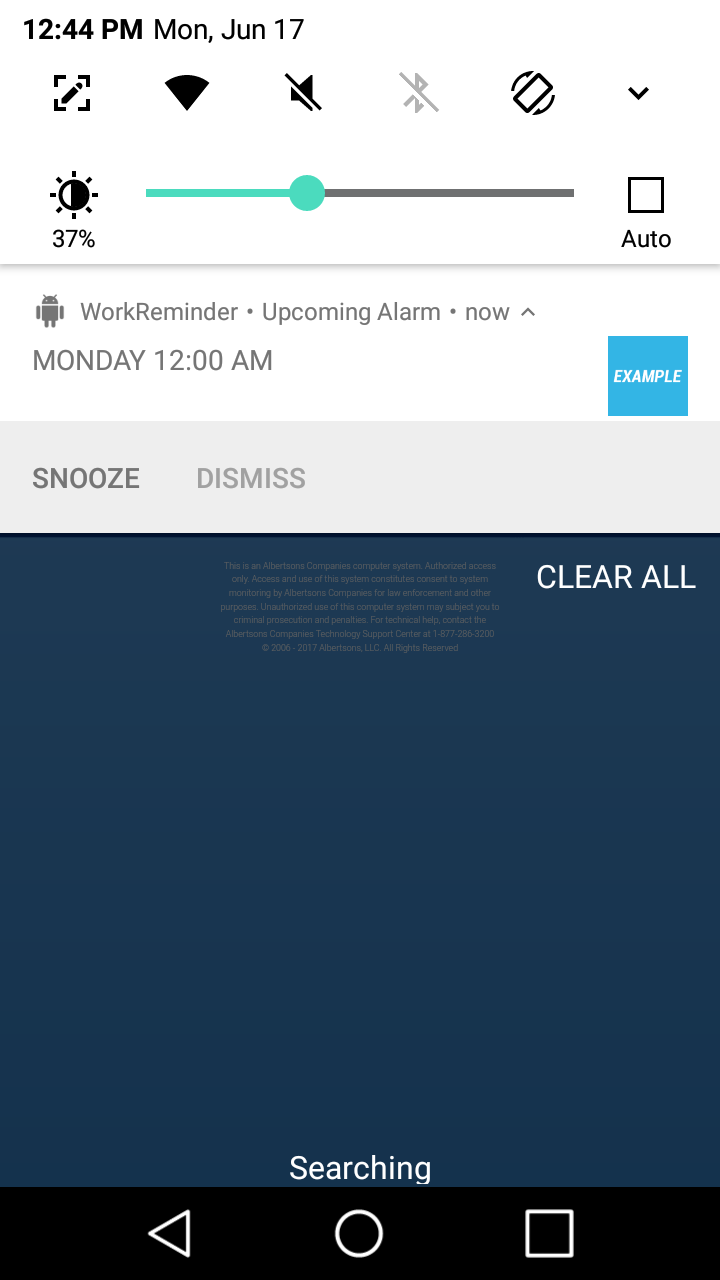 12:44 PM Mon, Jun 17
37%
Auto
WorkReminder • Upcoming Alarm • now
MONDAY 12:00 AM
EXAMPLE
SNOOZE DISMISS
CLEAR ALL
This is an Albertsons Companies computer system. Authorized access
only. Access and use of this system constitutes consent to system
monitoring by Albertsons Companies for law enforcement and other
purposes. Unauthorized use of this computer system may subject you to
criminal prosecution and penalties. For technical help, contact the
Albertsons Companies Technology Support Center at 1-877-286-3200
© 2006 - 2017 Albertsons, LLC. All Rights Reserved
Searching